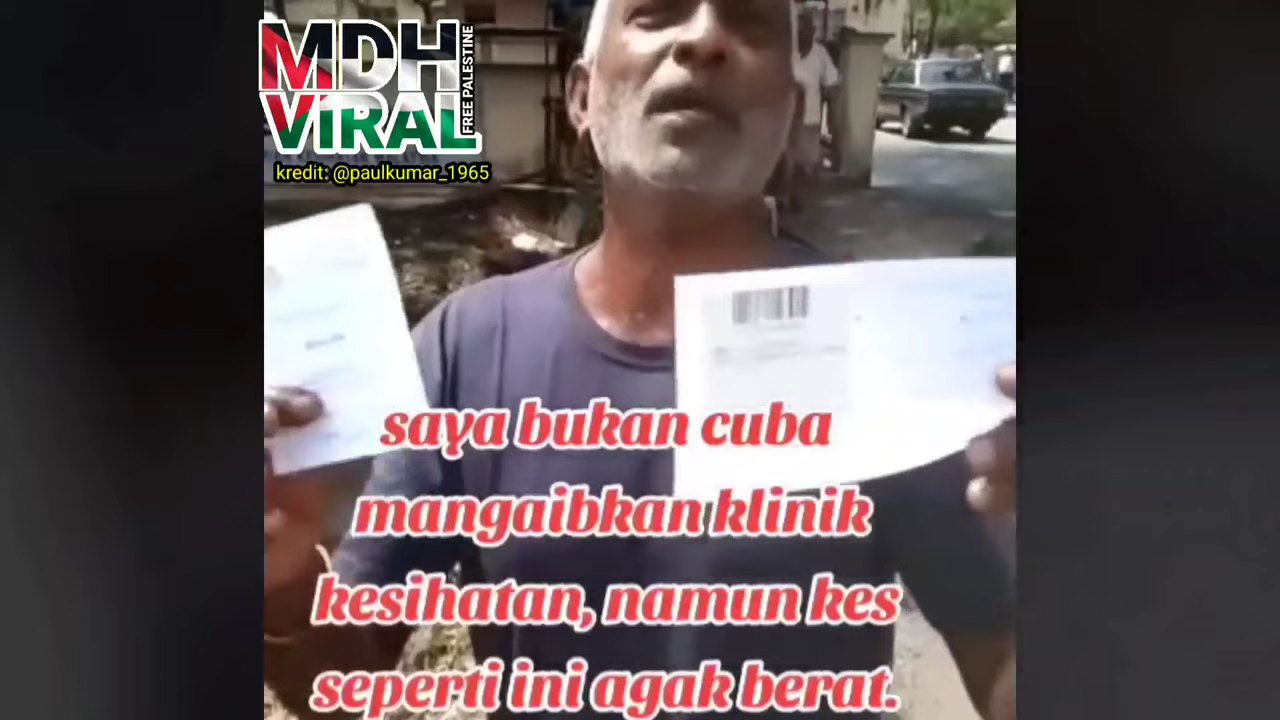 MDH
VIRAL
FREE PALESTINE
kredit: @paulkumar_1965
saya bukan cuba
mangaibkan klinik
kesihatan, namun kes
seperti ini agak berat.